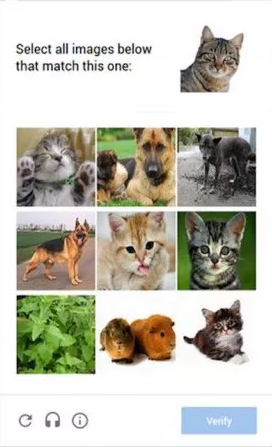 Select all images below
that match this one:
Verify